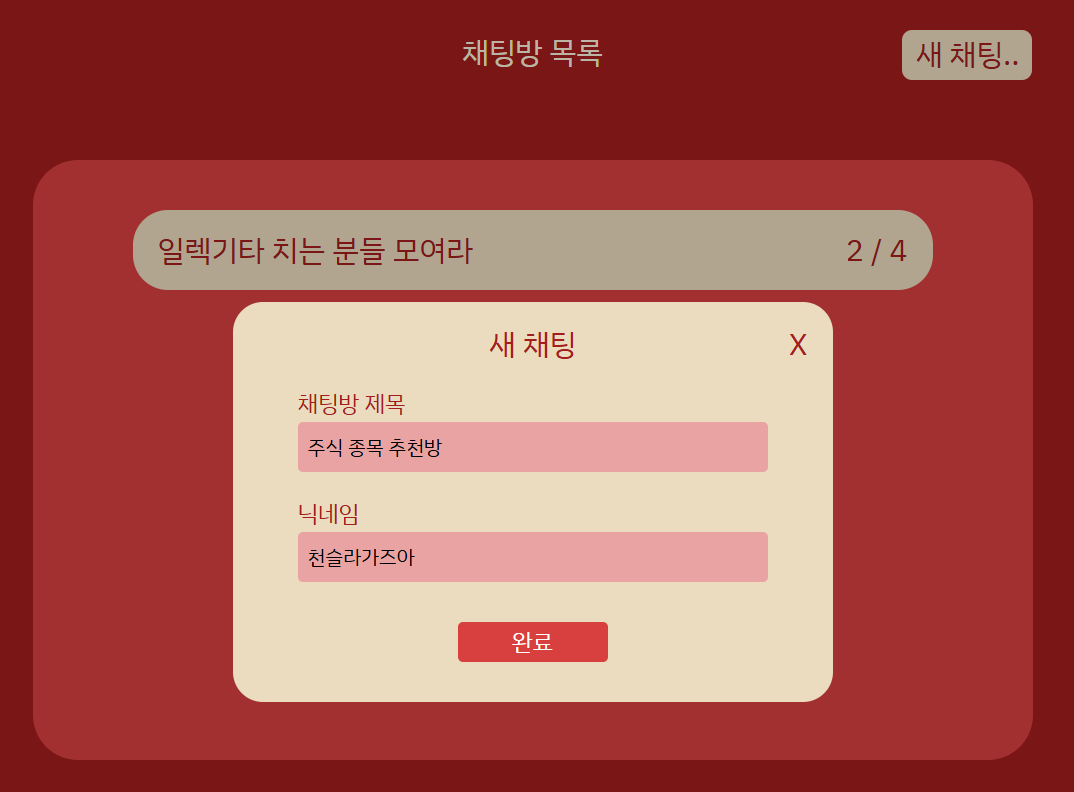 채팅방 목록
새 채팅..
일렉기타 치는 분들 모여라
2 / 4
새 채팅
X
채팅방 제목
주식 종목 추천방
닉네임
천슬라가즈아
완료